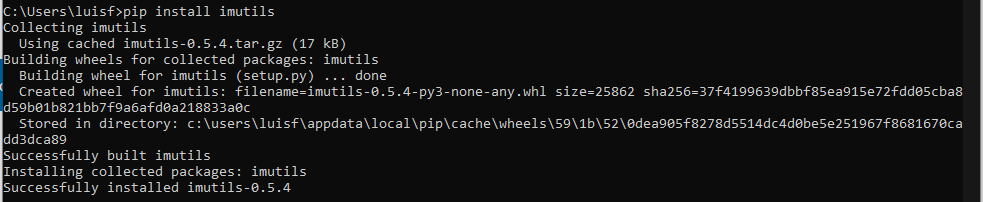 C:\Users\luisf>pip install imutils
Collecting imutils
  Using cached imutils-0.5.4.tar.gz (17 kB)
Building wheels for collected packages: imutils
  Building wheel for imutils (setup.py) ... done
  Created wheel for imutils: filename=imutils-0.5.4-py3-none-any.whl size=25862 sha256=37f4199639dbbf85ea915e72fdd05cba8
d59b01b821bb7f9a6afd0a218833a0c
  Stored in directory: c:\users\luisf\appdata\local\pip\cache\wheels\59\1b\52\0dea905f8278d5514dc4d0be5e251967f8681670ca
dd3dca89
Successfully built imutils
Installing collected packages: imutils
Successfully installed imutils-0.5.4